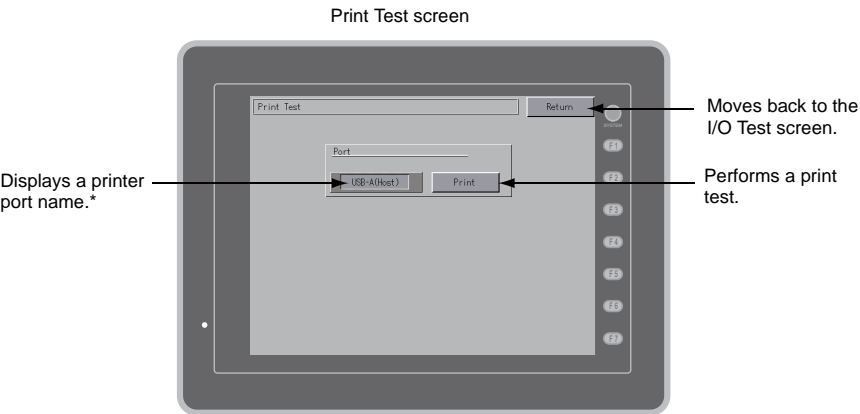 Print Test screen
Print Test
Return
Moves back to the
I/O Test screen.
SYSTEM
F1
Port
Displays a printer
port name.*
USB-A(Host)
Print
Performs a print
test.
F2
F3
F4
F5
F6
F7